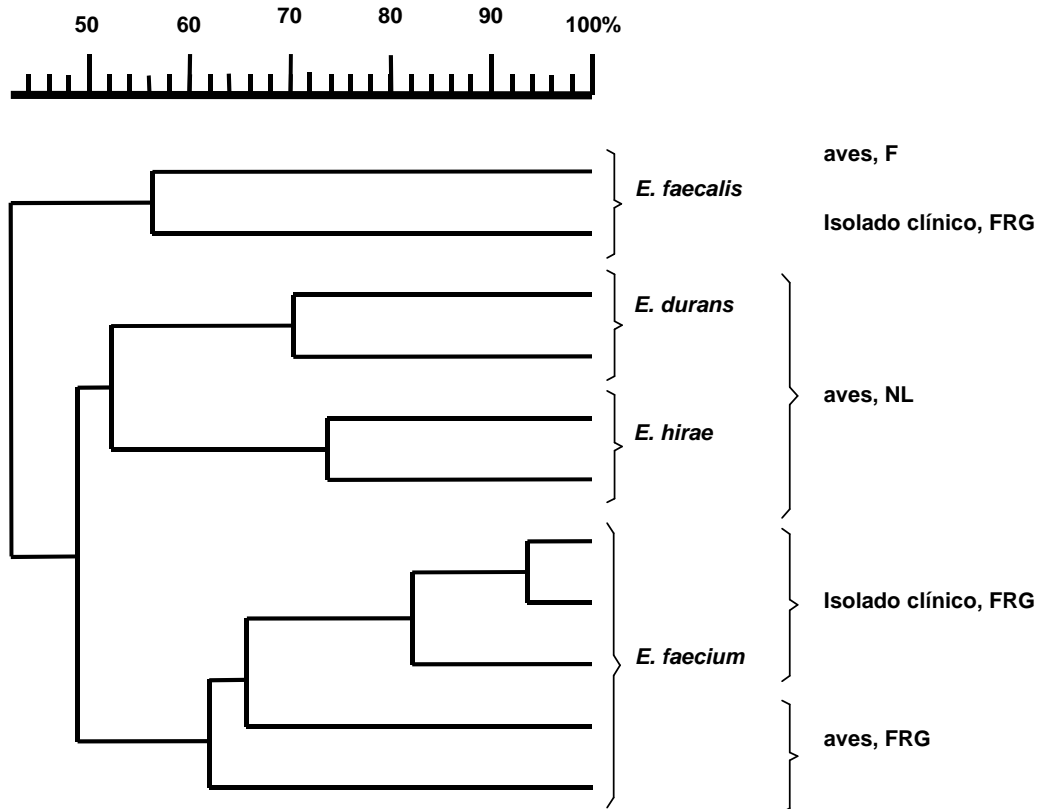 50 60 70 80 90 100%
aves, F
E. faecalis
Isolado clínico, FRG
E. durans
aves, NL
E. hirae
Isolado clínico, FRG
E. faecium
aves, FRG